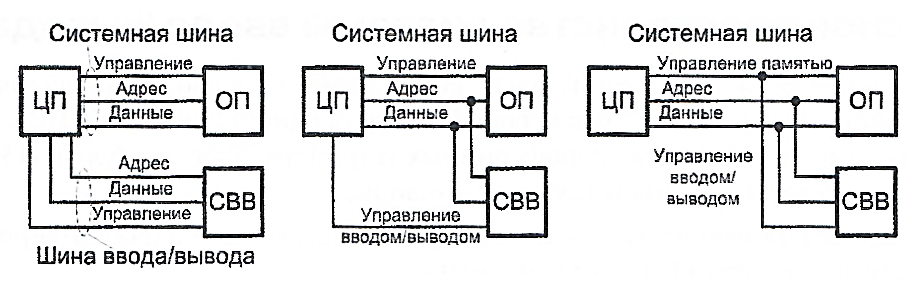 Системная шина
Управление
ЦП
Адрес
ОП
Данные
Адрес
Данные
СВВ
Управление
Шина ввода/вывода
Системная шина
Управление
ЦП
Адрес
ОП
Данные
СВВ
Управление
вводом/выводом
Системная шина
Управление памятью
ЦП
Адрес
ОП
Данные
Управление
вводом/
выводом
СВВ